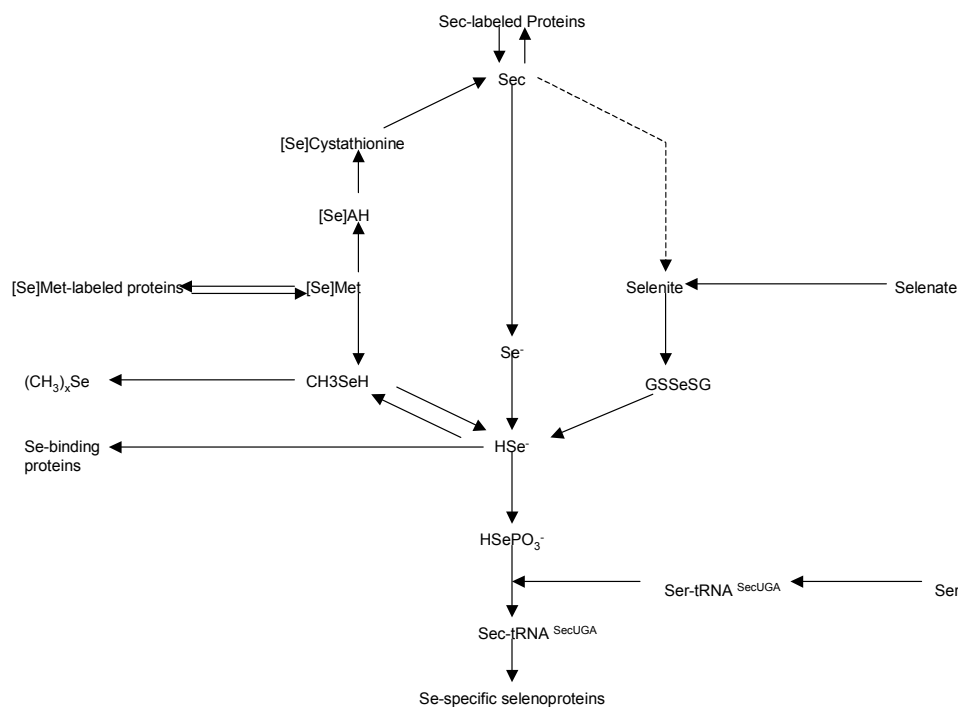 Sec-labeled Proteins
Sec
[Se]Cystathionine
[Se]AH
[Se]Met-labeled proteins
[Se]Met
Selenite
Selenate
Se⁻
(CH₃)ₓSe
CH3SeH
GSSeSG
Se-binding
proteins
HSe⁻
HSePO₃⁻
Ser-tRNA SecUGA
Ser
Sec-tRNA SecUGA
Se-specific selenoproteins